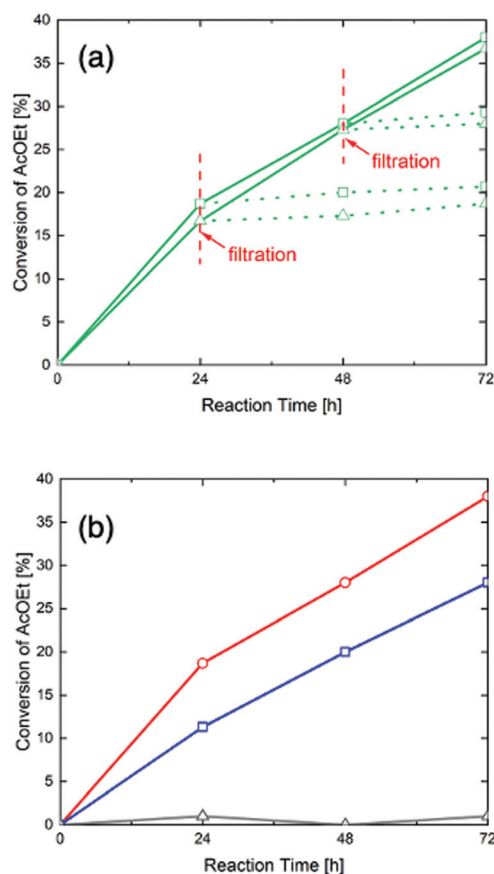 (a)
Conversion of AcOEt [%]
40
35
30
25
20
15
10
5
0
filtration
filtration
0 24 48 72
Reaction Time [h]
(b)
Conversion of AcOEt [%]
40
35
30
25
20
15
10
5
0
0 24 48 72
Reaction Time [h]